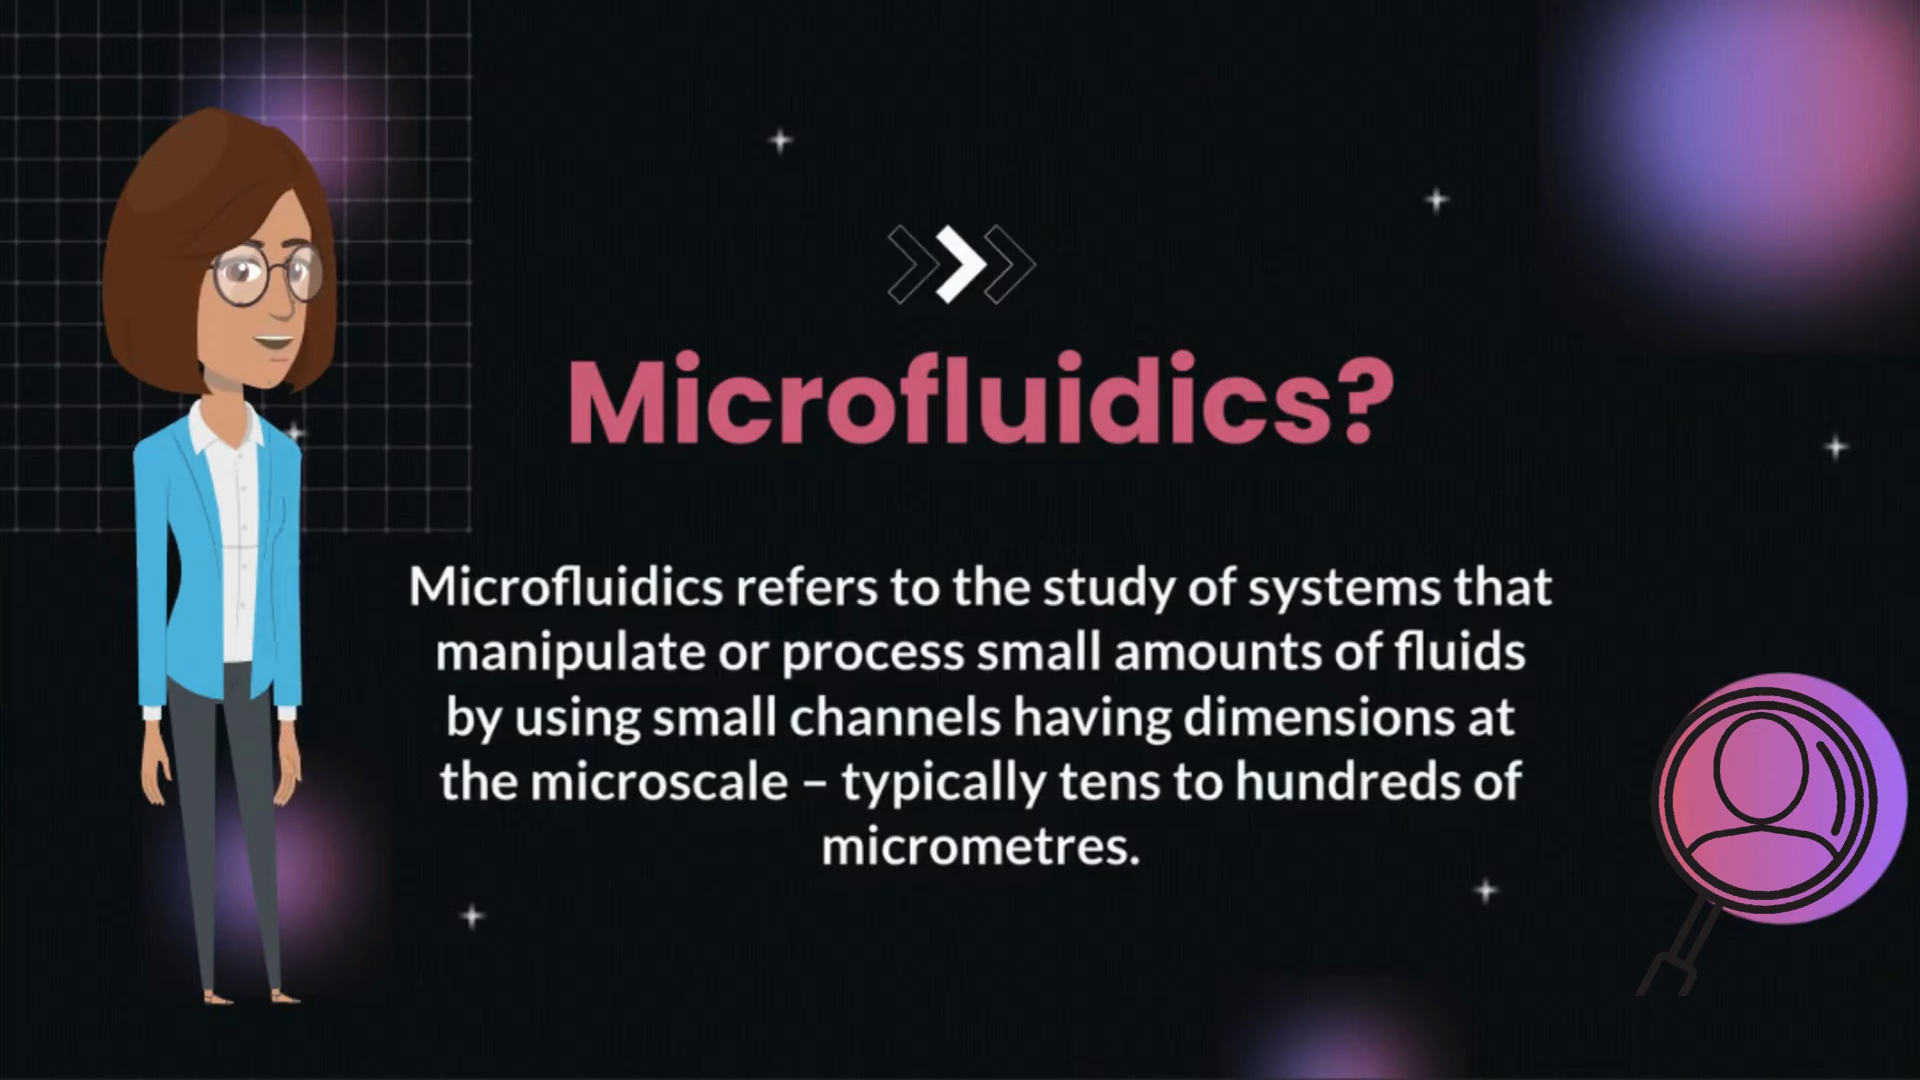 Microfluidics?
Microfluidics refers to the study of systems that
manipulate or process small amounts of fluids
by using small channels having dimensions at
the microscale – typically tens to hundreds of
micrometres.